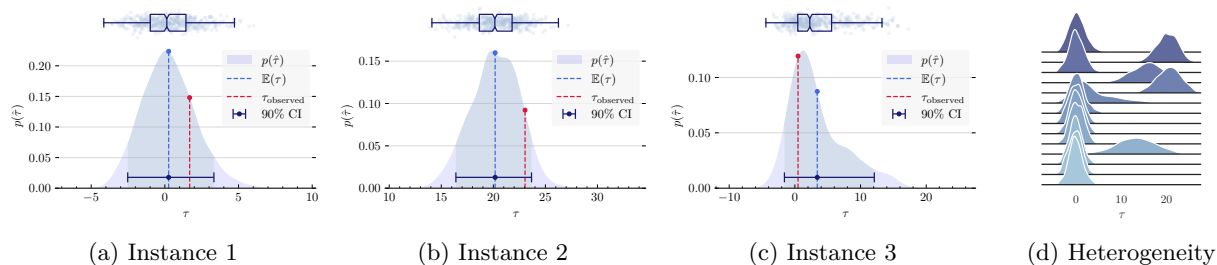 0.20
0.15
0.10
0.05
0.00
p(τ̂)
−5 0 5 10
τ
p(τ̂)
𝔼(τ)
τobserved
90% CI
(a) Instance 1
0.15
0.10
0.05
0.00
p(τ̂)
10 15 20 25 30
τ
p(τ̂)
𝔼(τ)
τobserved
90% CI
(b) Instance 2
0.10
0.05
0.00
p(τ̂)
−10 0 10 20
τ
p(τ̂)
𝔼(τ)
τobserved
90% CI
(c) Instance 3
0 10 20
τ
(d) Heterogeneity